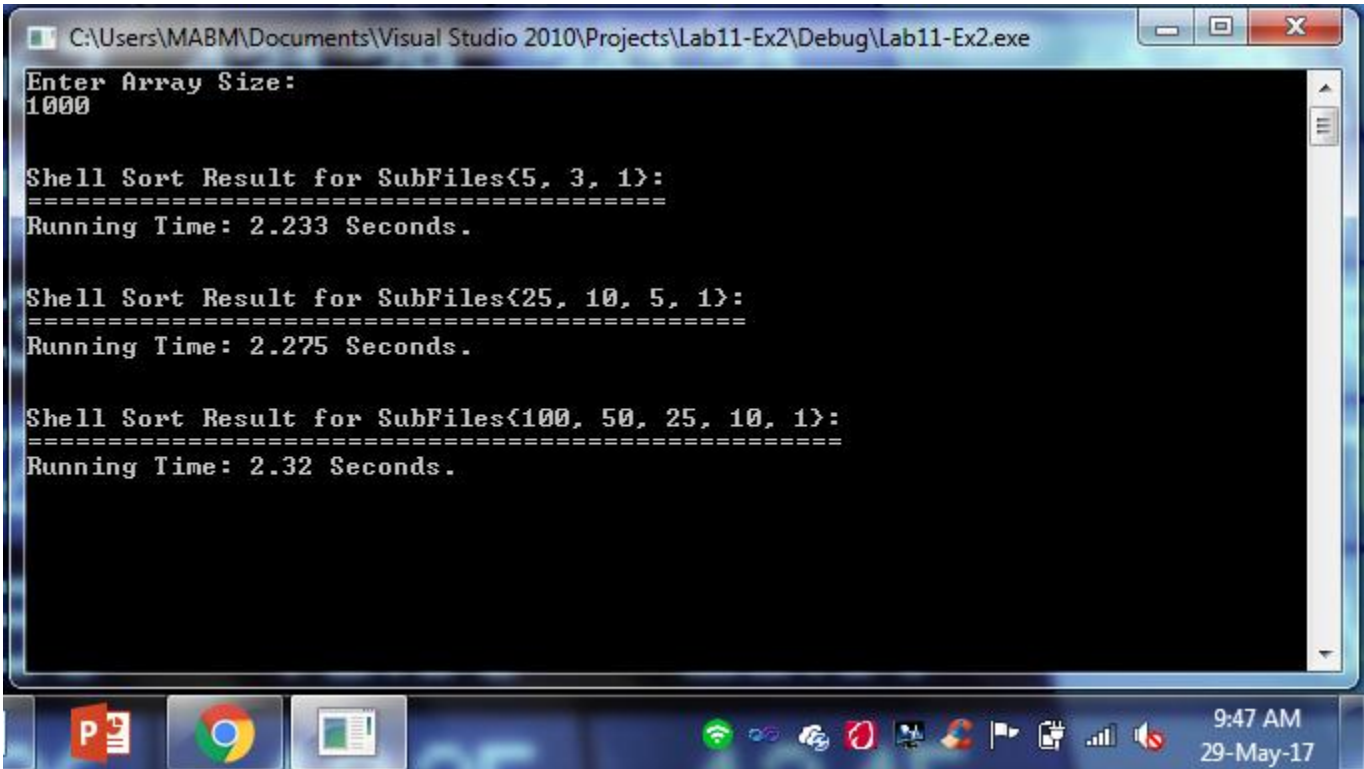 C:\Users\MABM\Documents\Visual Studio 2010\Projects\Lab11-Ex2\Debug\Lab11-Ex2.exe
Enter Array Size:
1000
Shell Sort Result for SubFiles{5, 3, 1}:
========================================
Running Time: 2.233 Seconds.
Shell Sort Result for SubFiles{25, 10, 5, 1}:
=============================================
Running Time: 2.275 Seconds.
Shell Sort Result for SubFiles{100, 50, 25, 10, 1}:
===================================================
Running Time: 2.32 Seconds.
9:47 AM
29-May-17